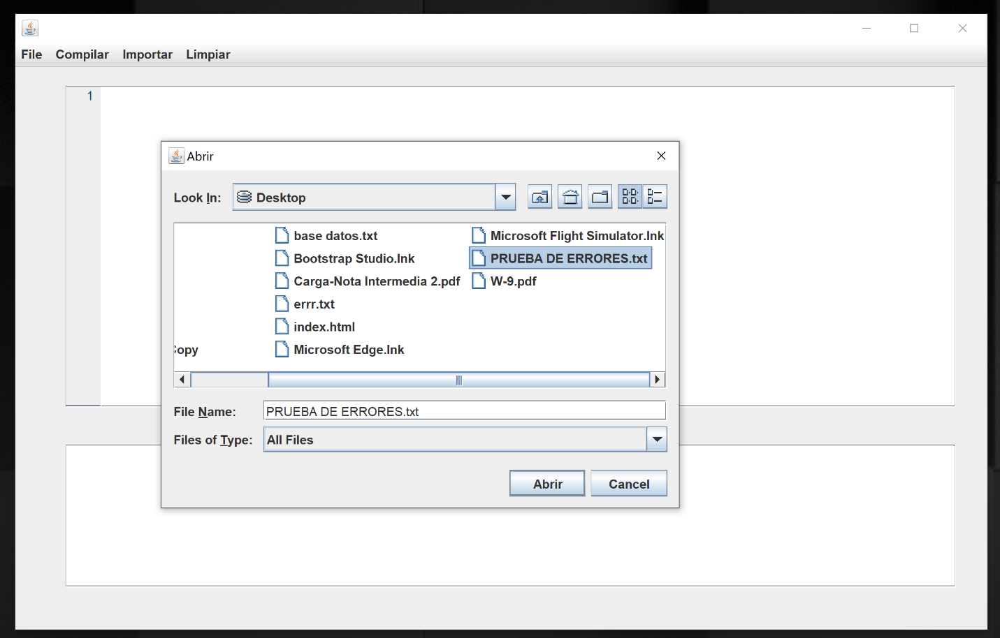 File Compilar Importar Limpiar
1
Abrir
Look In: Desktop
base datos.txt
Bootstrap Studio.lnk
Carga-Nota Intermedia 2.pdf
errr.txt
index.html
Microsoft Edge.lnk
Microsoft Flight Simulator.lnk
PRUEBA DE ERRORES.txt
W-9.pdf
File Name: PRUEBA DE ERRORES.txt
Files of Type: All Files
Abrir Cancel